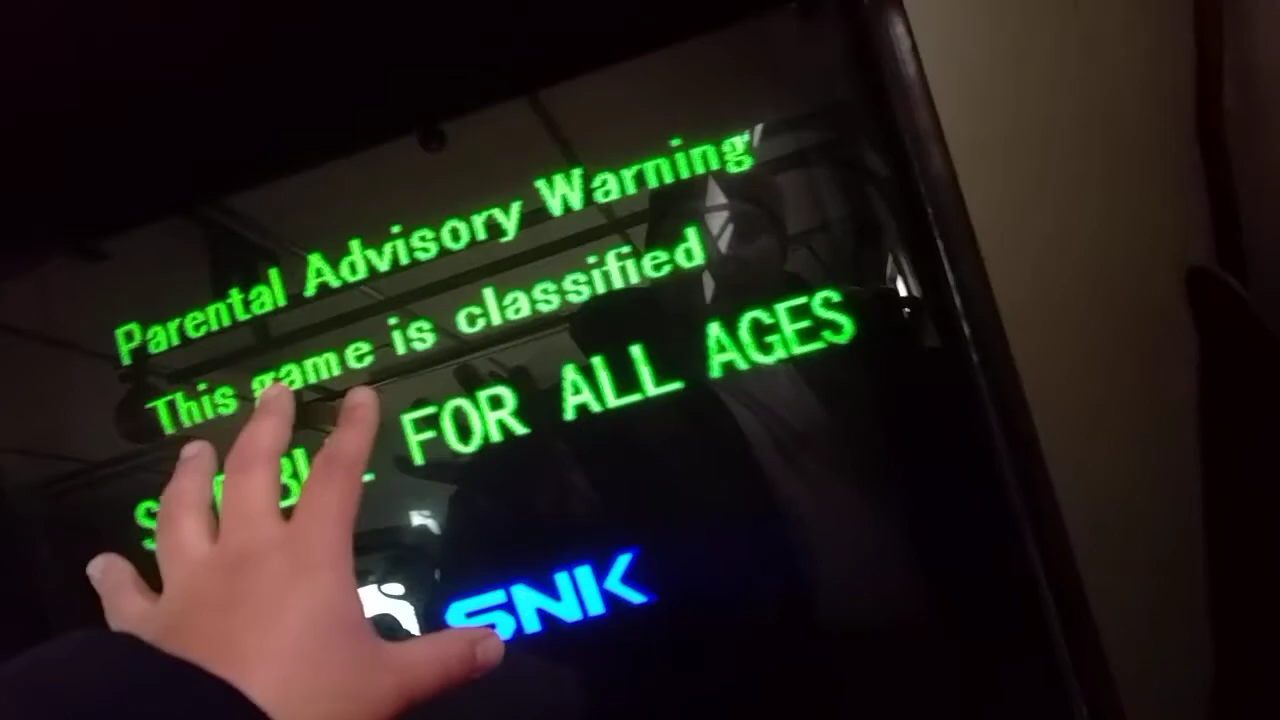 Parental Advisory Warning
This game is classified
FOR ALL AGES
SNK